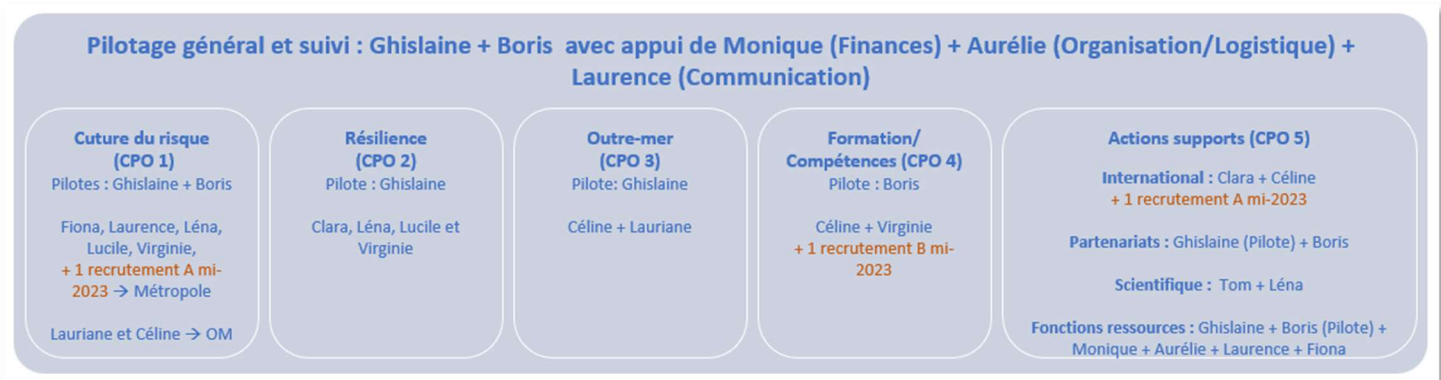 Pilotage général et suivi : Ghislaine + Boris avec appui de Monique (Finances) + Aurélie (Organisation/Logistique) +
Laurence (Communication)
Cuture du risque
(CPO 1)
Pilotes : Ghislaine + Boris
Fiona, Laurence, Léna,
Lucile, Virginie,
+ 1 recrutement A mi-
2023 → Métropole
Lauriane et Céline → OM
Résilience
(CPO 2)
Pilote : Ghislaine
Clara, Léna, Lucile et
Virginie
Outre-mer
(CPO 3)
Pilote: Ghislaine
Céline + Lauriane
Formation/
Compétences (CPO 4)
Pilote : Boris
Céline + Virginie
+ 1 recrutement B mi-
2023
Actions supports (CPO 5)
International : Clara + Céline
+ 1 recrutement A mi-2023
Partenariats : Ghislaine (Pilote) + Boris
Scientifique : Tom + Léna
Fonctions ressources : Ghislaine + Boris (Pilote) +
Monique + Aurélie + Laurence + Fiona